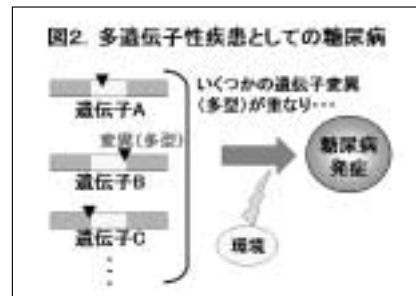 図2. 多遺伝子性疾患としての糖尿病
いくつかの遺伝子変異
(多型)が重なり・・・
遺伝子A
変異(多型)
遺伝子B
遺伝子C
糖尿病
発症
環境